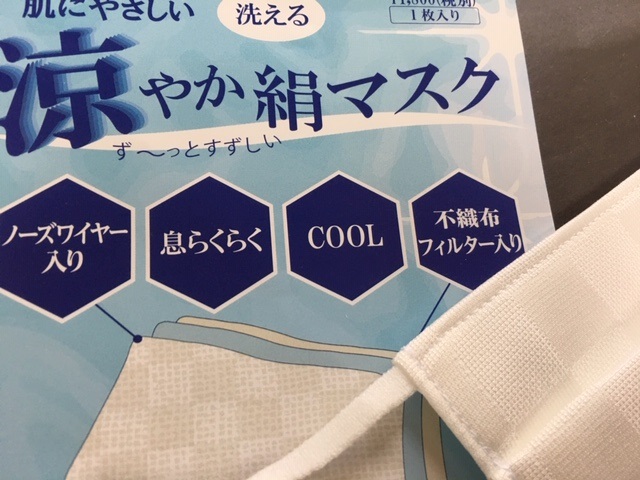 肌にやさしい
洗える
(税別)
1枚入り
涼やか絹マスク
ず〜っとすずしい
ノーズワイヤー
入り
息らくらく
COOL
不織布
フィルター入り